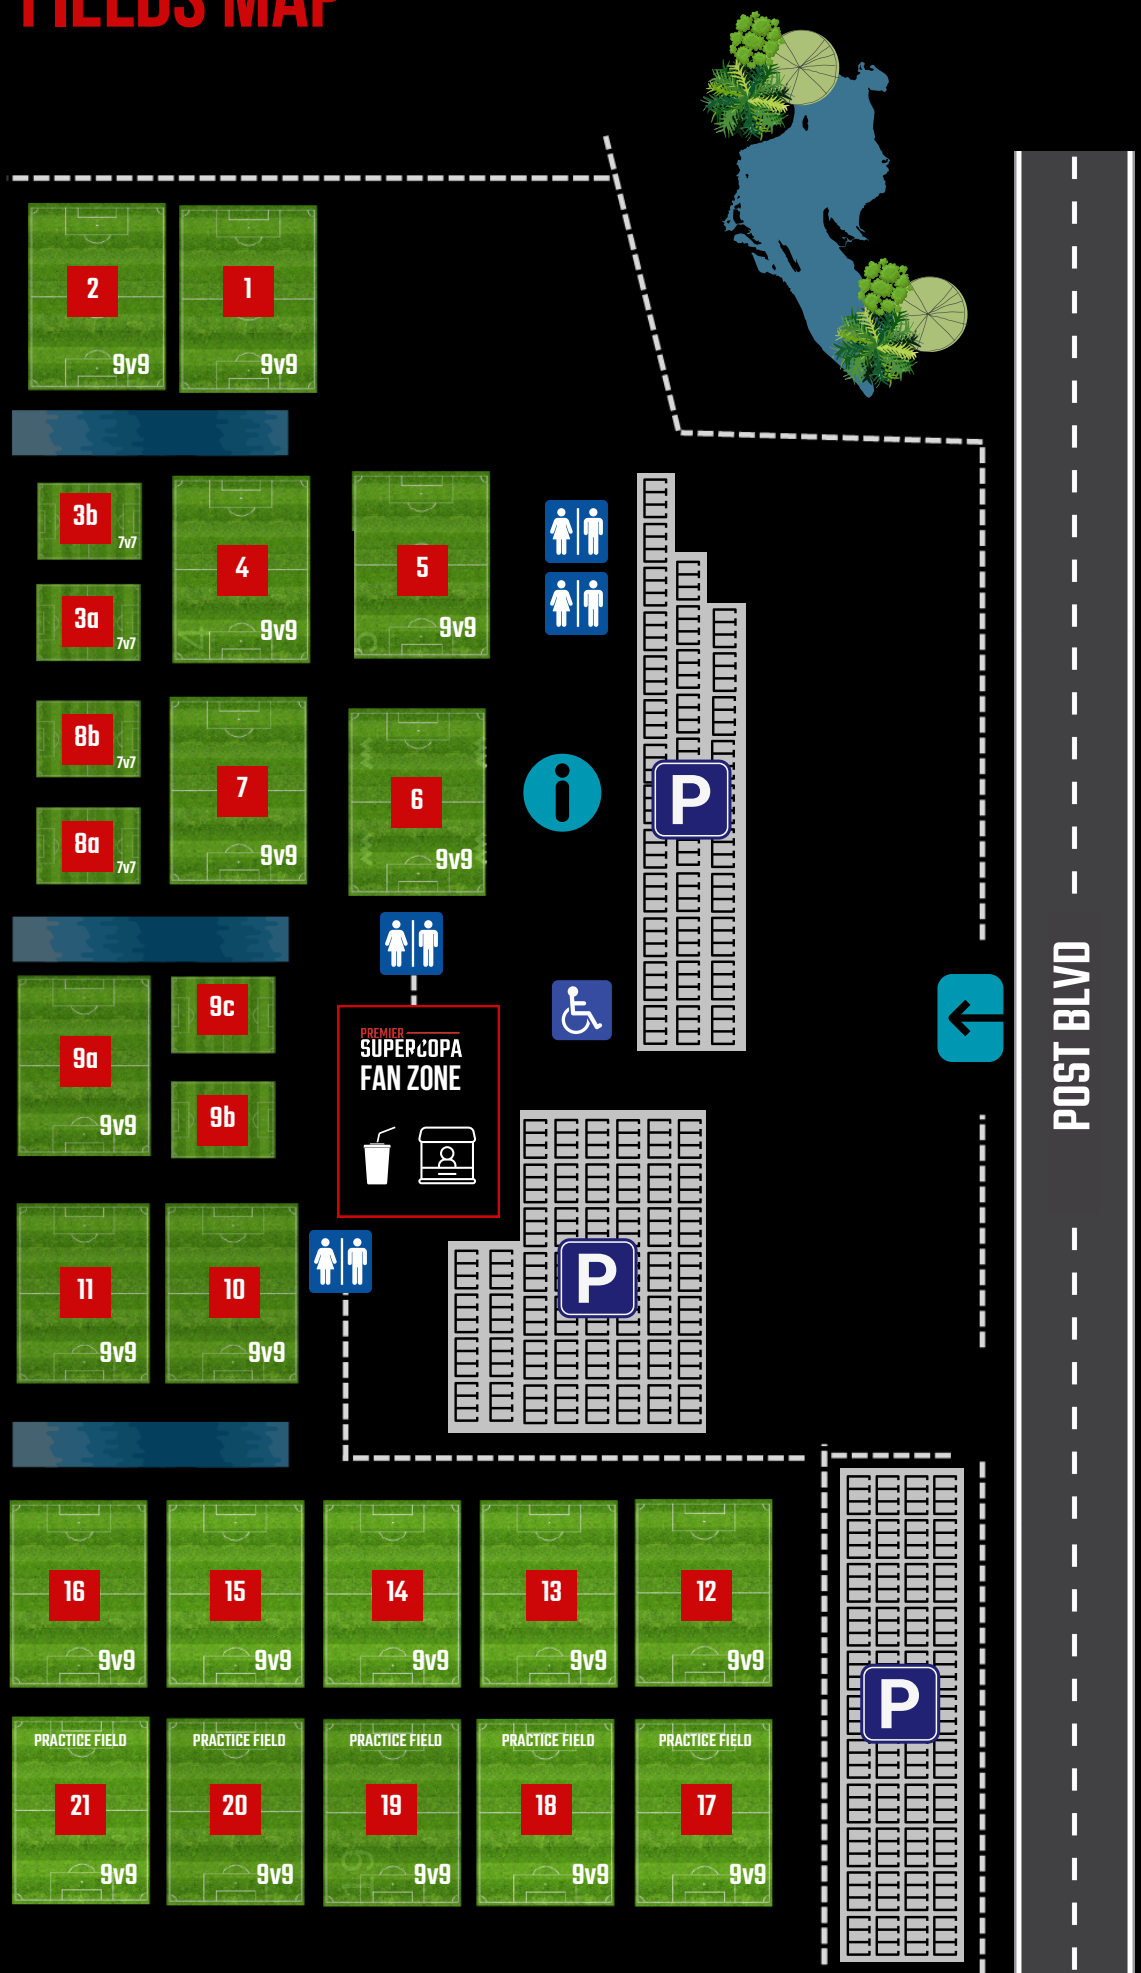 FIELDS MAP
2
9v9
1
9v9
3b
7v7
4
9v9
5
9v9
3a
7v7
8b
7v7
7
9v9
6
9v9
8a
7v7
P
9a
9v9
9c
9b
PREMIER
SUPERCOPA
FAN ZONE
POST BLVD
11
9v9
10
9v9
P
16
9v9
15
9v9
14
9v9
13
9v9
12
9v9
P
PRACTICE FIELD
21
9v9
PRACTICE FIELD
20
9v9
PRACTICE FIELD
19
9v9
PRACTICE FIELD
18
9v9
PRACTICE FIELD
17
9v9